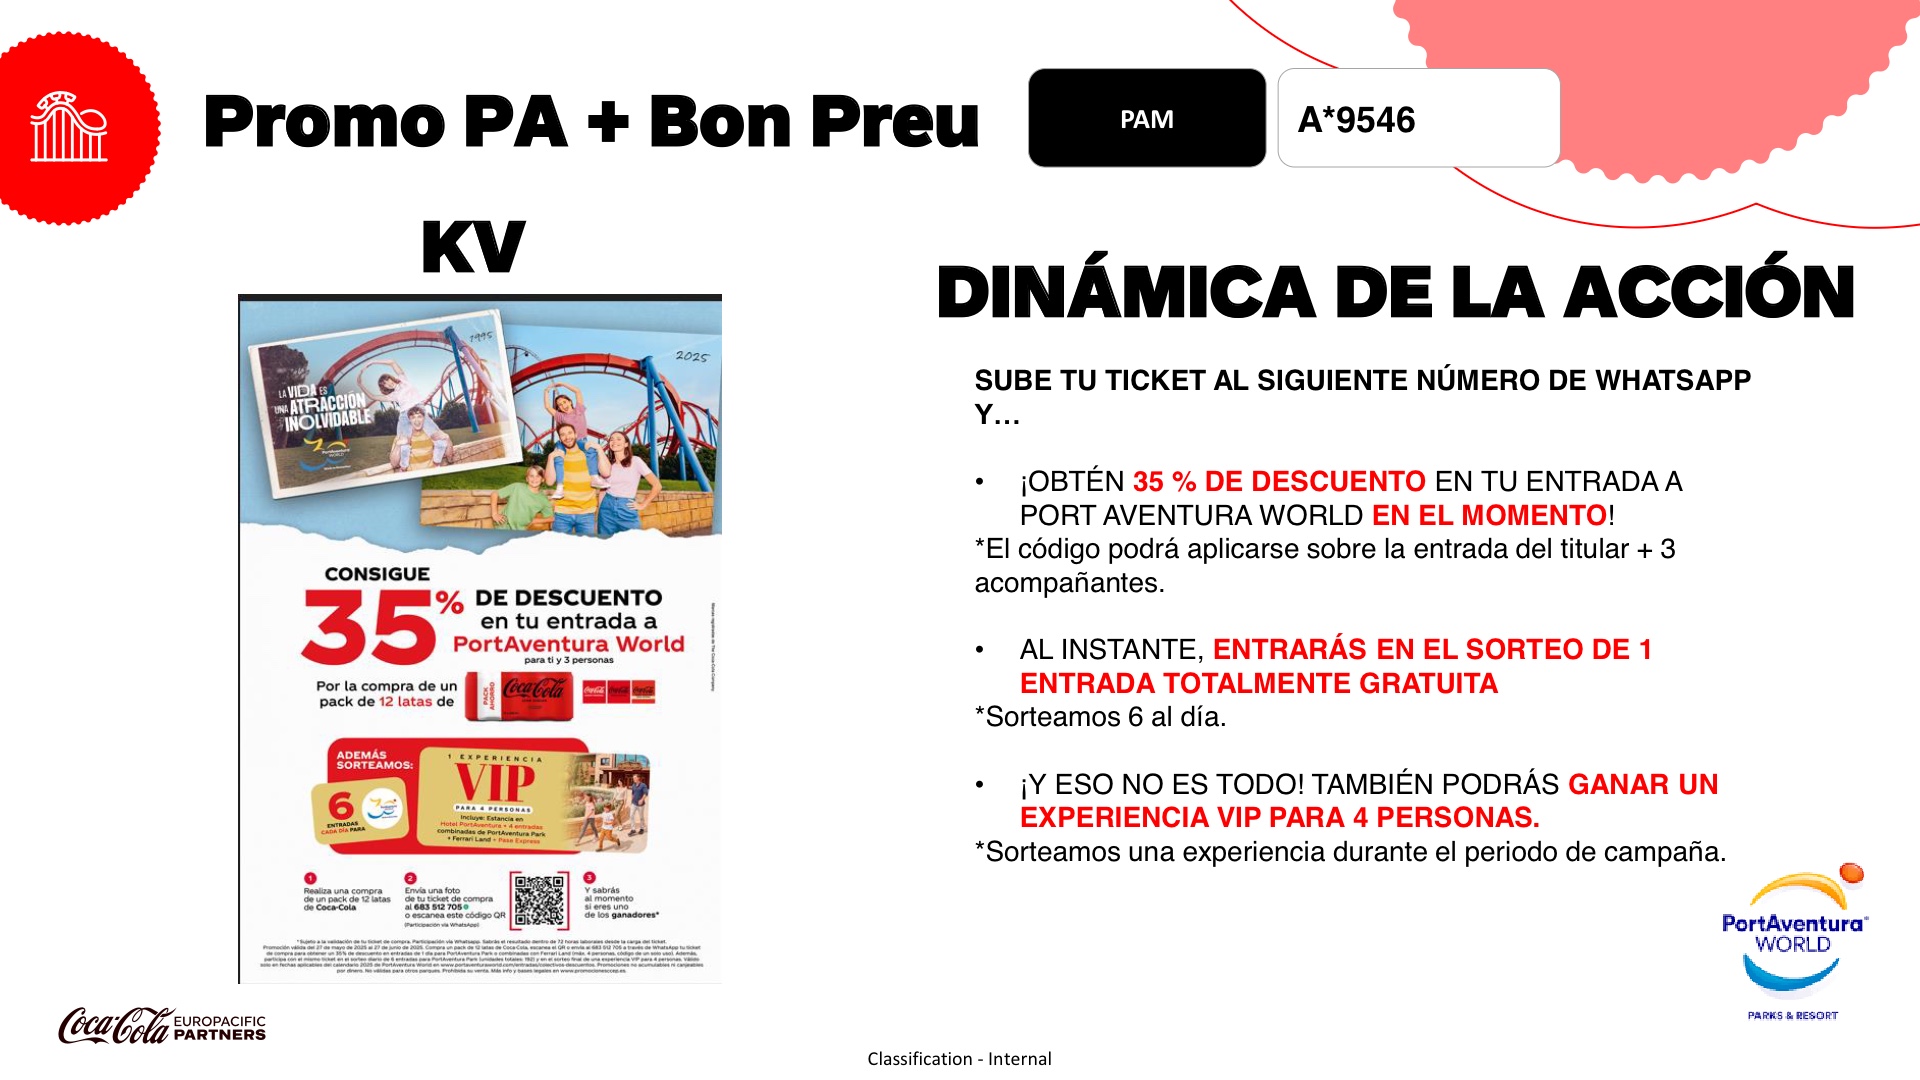 Promo PA + Bon Preu
PAM
A*9546
KV
1995
2025
LA VIDA ES
UNA ATRACCIÓN
INOLVIDABLE
PortAventura
WORLD
CONSIGUE
35% DE DESCUENTO
en tu entrada a
PortAventura World
para ti y 3 personas
Por la compra de un
pack de 12 latas de
PACK
AHORRO
Coca-Cola
ADEMÁS
SORTEAMOS:
6
ENTRADAS
CADA DÍA PARA
1 EXPERIENCIA
VIP
PARA 4 PERSONAS
Incluye: Estancia en
Hotel PortAventura + 4 entradas
combinadas de PortAventura Park
+ Ferrari Land + Pase Express
1
Realiza una compra
de un pack de 12 latas
de Coca-Cola
2
Envía una foto
de tu ticket de compra
al 683 512 705
o escanea este código QR
(Participación vía WhatsApp)
3
Y sabrás
al momento
si eres uno
de los ganadores*
DINÁMICA DE LA ACCIÓN
SUBE TU TICKET AL SIGUIENTE NÚMERO DE WHATSAPP
Y...
• ¡OBTÉN 35 % DE DESCUENTO EN TU ENTRADA A
PORT AVENTURA WORLD EN EL MOMENTO!
*El código podrá aplicarse sobre la entrada del titular + 3
acompañantes.
• AL INSTANTE, ENTRARÁS EN EL SORTEO DE 1
ENTRADA TOTALMENTE GRATUITA
*Sorteamos 6 al día.
• ¡Y ESO NO ES TODO! TAMBIÉN PODRÁS GANAR UN
EXPERIENCIA VIP PARA 4 PERSONAS.
*Sorteamos una experiencia durante el periodo de campaña.
PortAventura®
WORLD
PARKS & RESORT
Coca-Cola EUROPACIFIC
PARTNERS
Classification - Internal